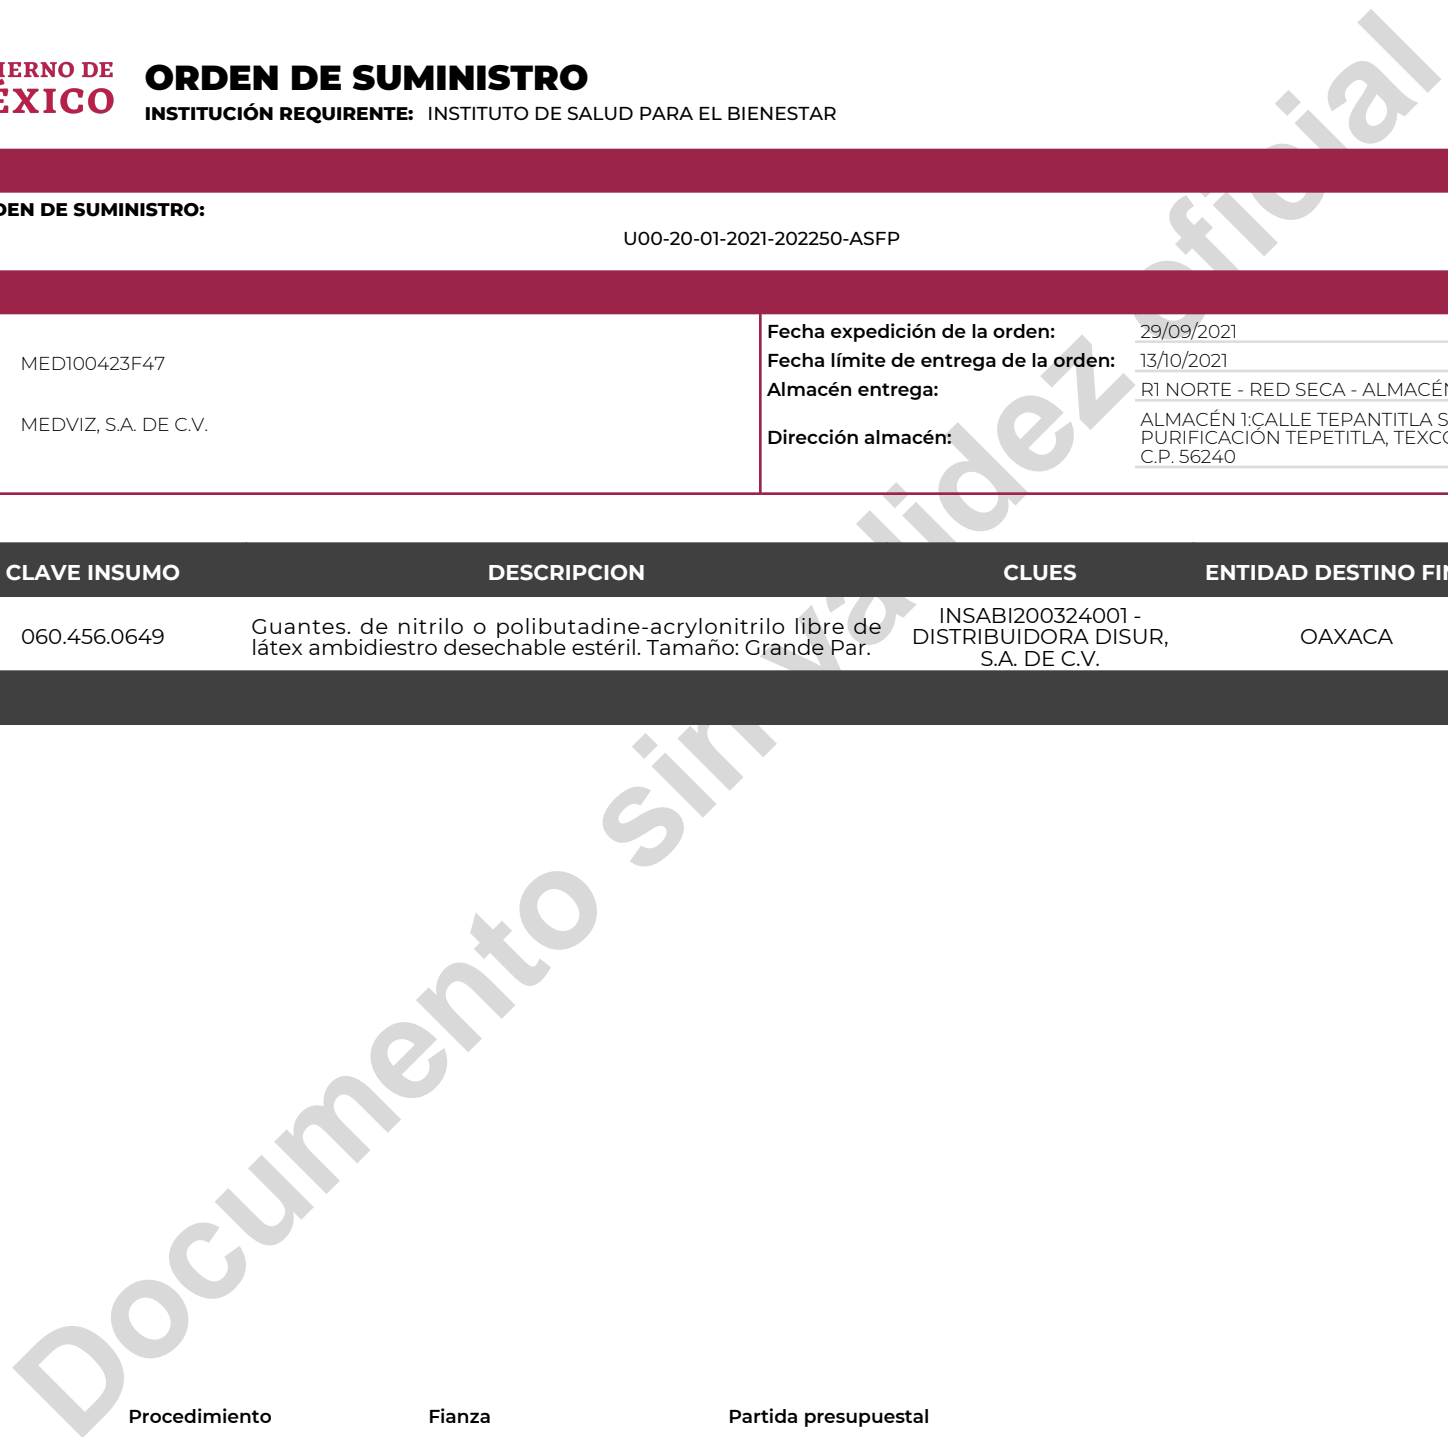 IERNO DE
ÉXICO
ORDEN DE SUMINISTRO
INSTITUCIÓN REQUIRENTE: INSTITUTO DE SALUD PARA EL BIENESTAR
DEN DE SUMINISTRO:
U00-20-01-2021-202250-ASFP
MED100423F47
MEDVIZ, S.A. DE C.V.
Fecha expedición de la orden: 29/09/2021
Fecha límite de entrega de la orden: 13/10/2021
Almacén entrega: R1 NORTE - RED SECA - ALMACÉN
Dirección almacén: ALMACÉN 1:CALLE TEPANTITLA S
PURIFICACIÓN TEPETITLA, TEXCO
C.P. 56240
CLAVE INSUMO DESCRIPCION CLUES ENTIDAD DESTINO FIN
060.456.0649
Guantes. de nitrilo o polibutadine-acrylonitrilo libre de
látex ambidiestro desechable estéril. Tamaño: Grande Par.
INSABI200324001 -
DISTRIBUIDORA DISUR,
S.A. DE C.V.
OAXACA
Documento sin validez oficial
Procedimiento Fianza Partida presupuestal